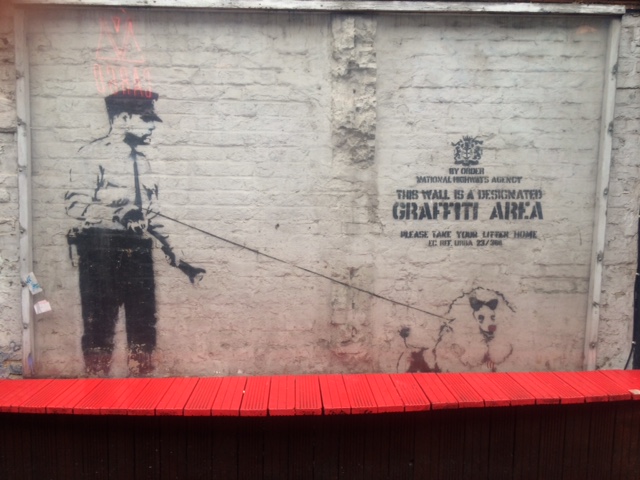 BY ORDER
NATIONAL HIGHWAYS AGENCY
THIS WALL IS A DESIGNATED
GRAFFITI AREA
PLEASE TAKE YOUR LITTER HOME